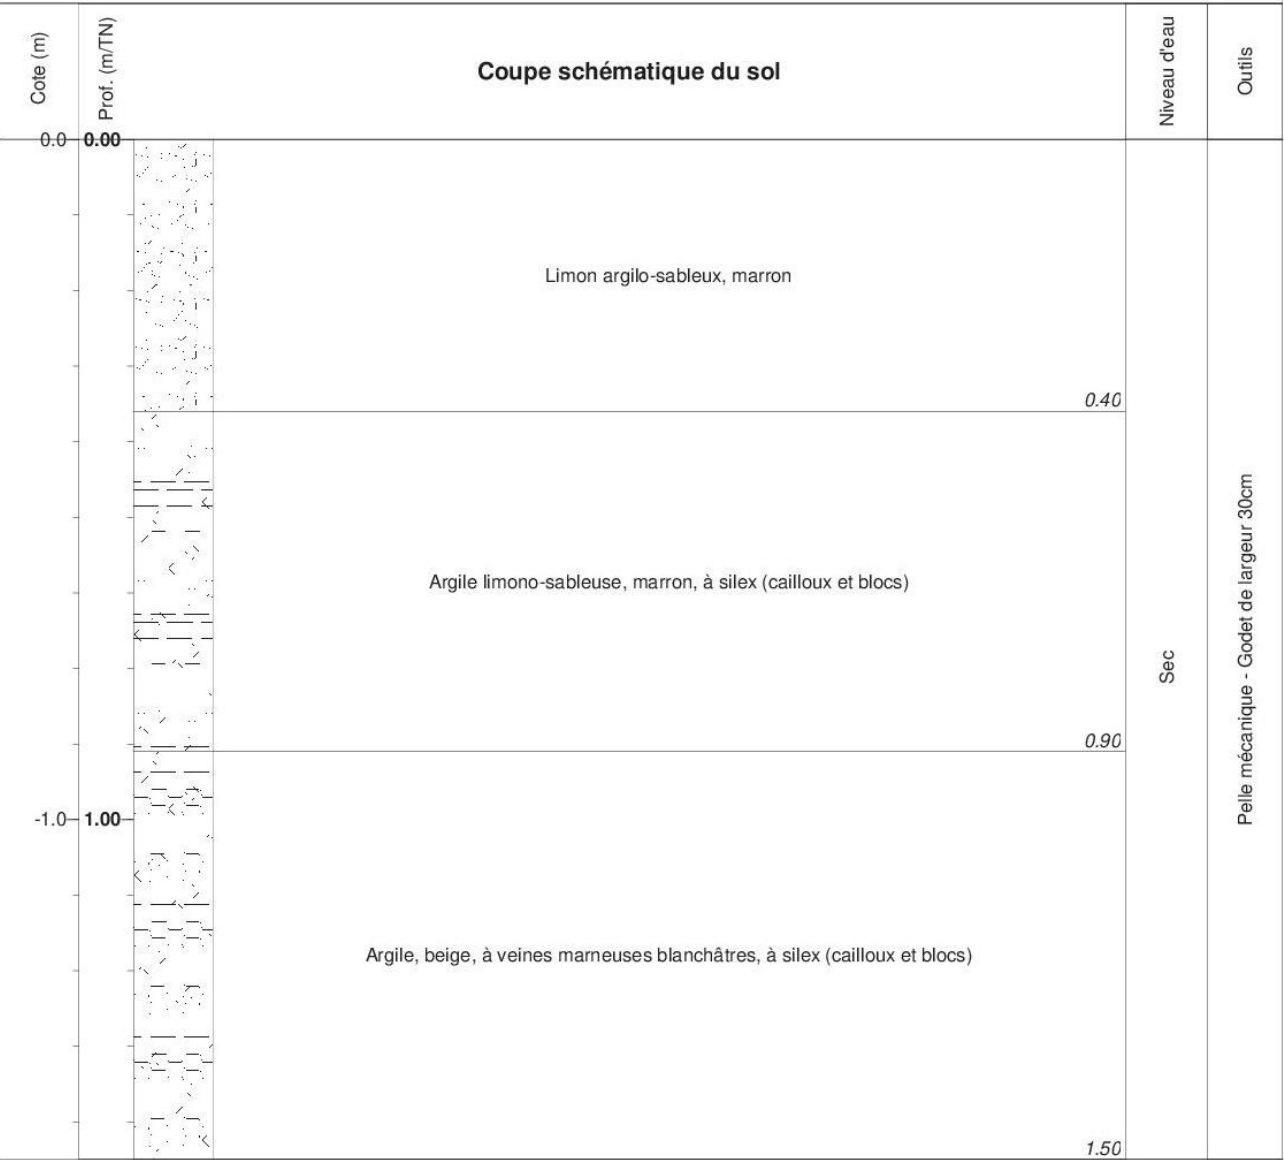 Cote (m)
Prof. (m/TN)
Coupe schématique du sol
Niveau d'eau
Outils
0.0
0.00
Limon argilo-sableux, marron
0.40
Argile limono-sableuse, marron, à silex (cailloux et blocs)
Sec
Pelle mécanique - Godet de largeur 30cm
0.90
-1.0
1.00
Argile, beige, à veines marneuses blanchâtres, à silex (cailloux et blocs)
1.50